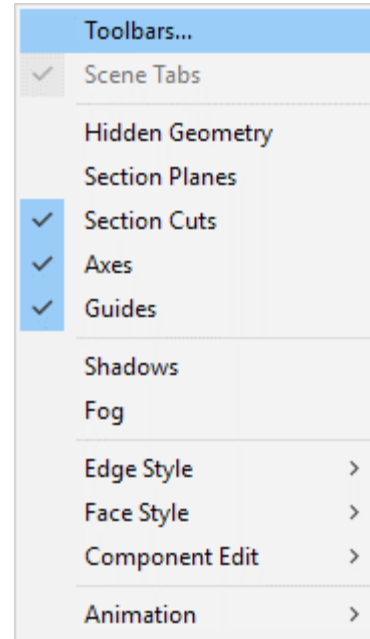 Toolbars...
Scene Tabs
Hidden Geometry
Section Planes
Section Cuts
Axes
Guides
Shadows
Fog
Edge Style
Face Style
Component Edit
Animation